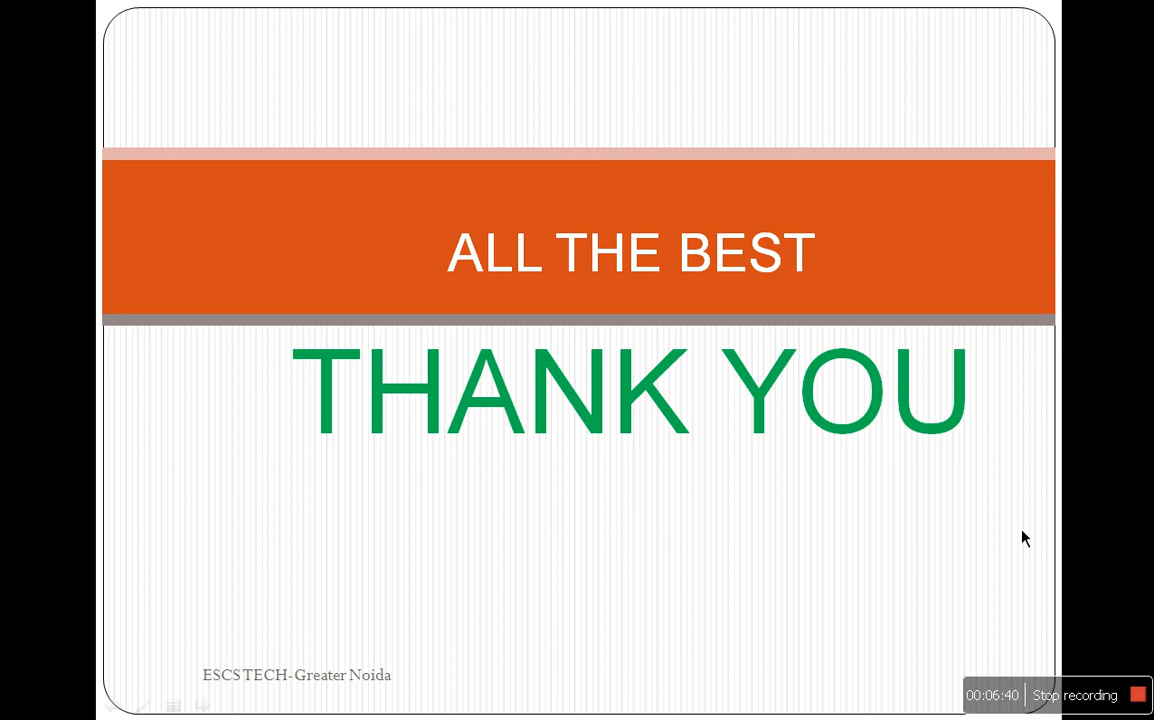 ALL THE BEST
THANK YOU
ESCSTECH-Greater Noida
00:06:40 Stop recording